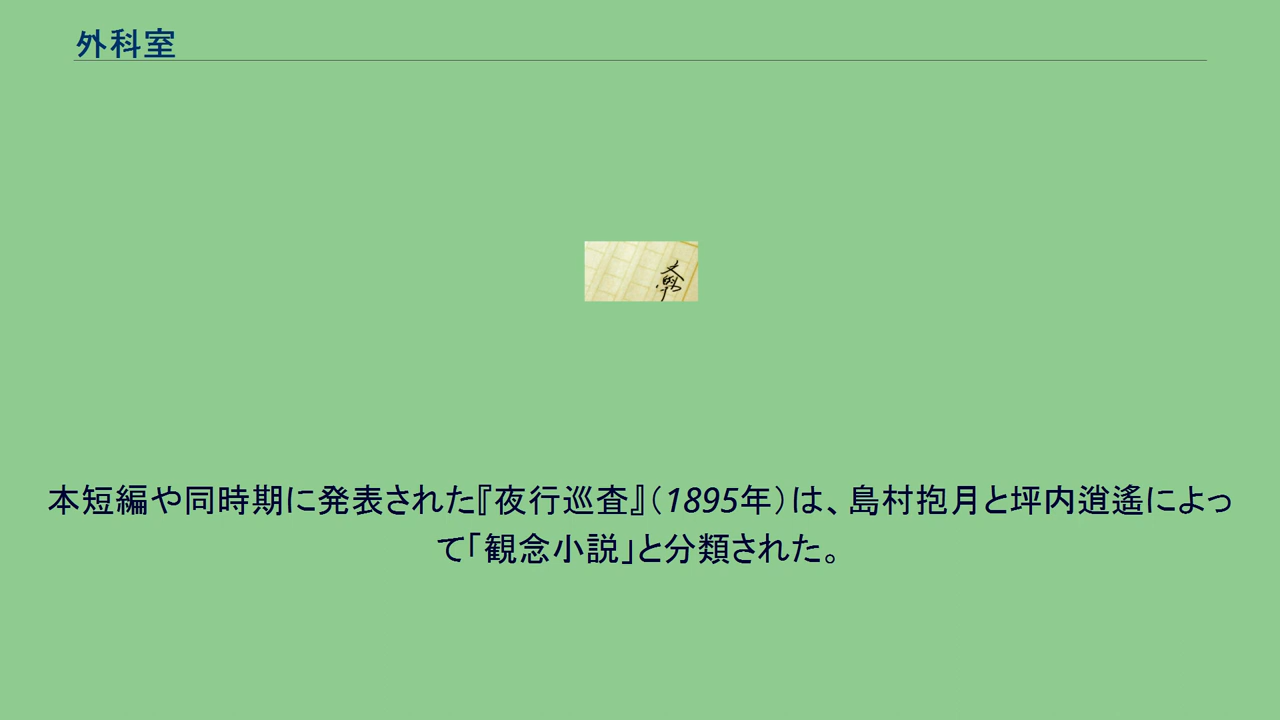 外科室
本短編や同時期に発表された『夜行巡査』（1895年）は、島村抱月と坪内逍遙によっ
て「観念小説」と分類された。